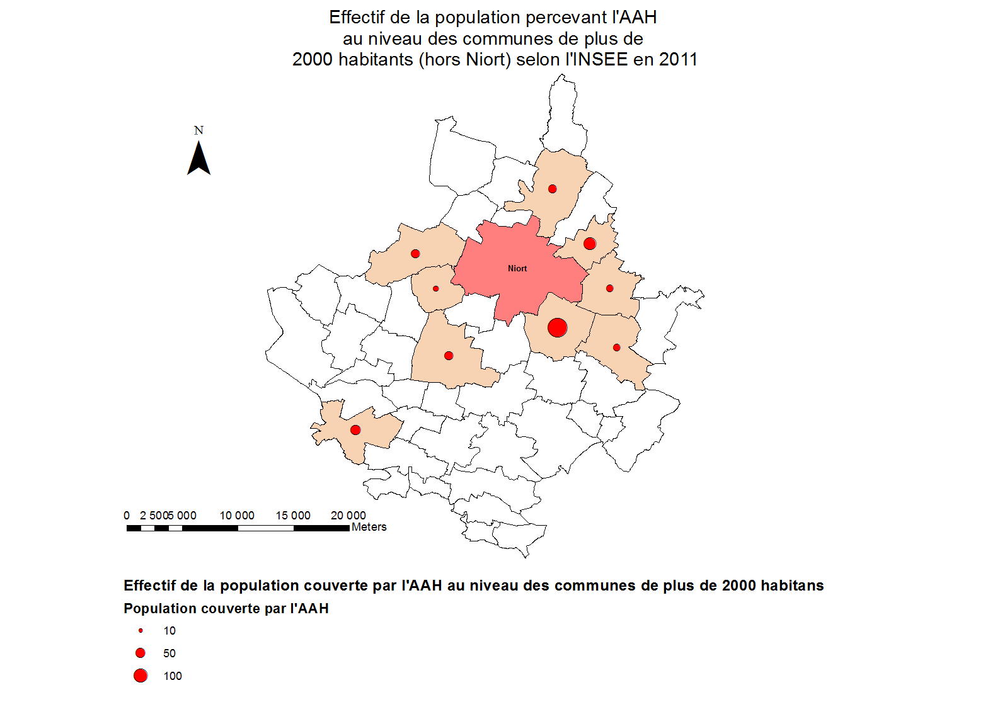 Effectif de la population percevant l'AAH
au niveau des communes de plus de
2000 habitants (hors Niort) selon l'INSEE en 2011
N
Niort
0 2 500 5 000 10 000 15 000 20 000
Meters
Effectif de la population couverte par l'AAH au niveau des communes de plus de 2000 habitans
Population couverte par l'AAH
10
50
100